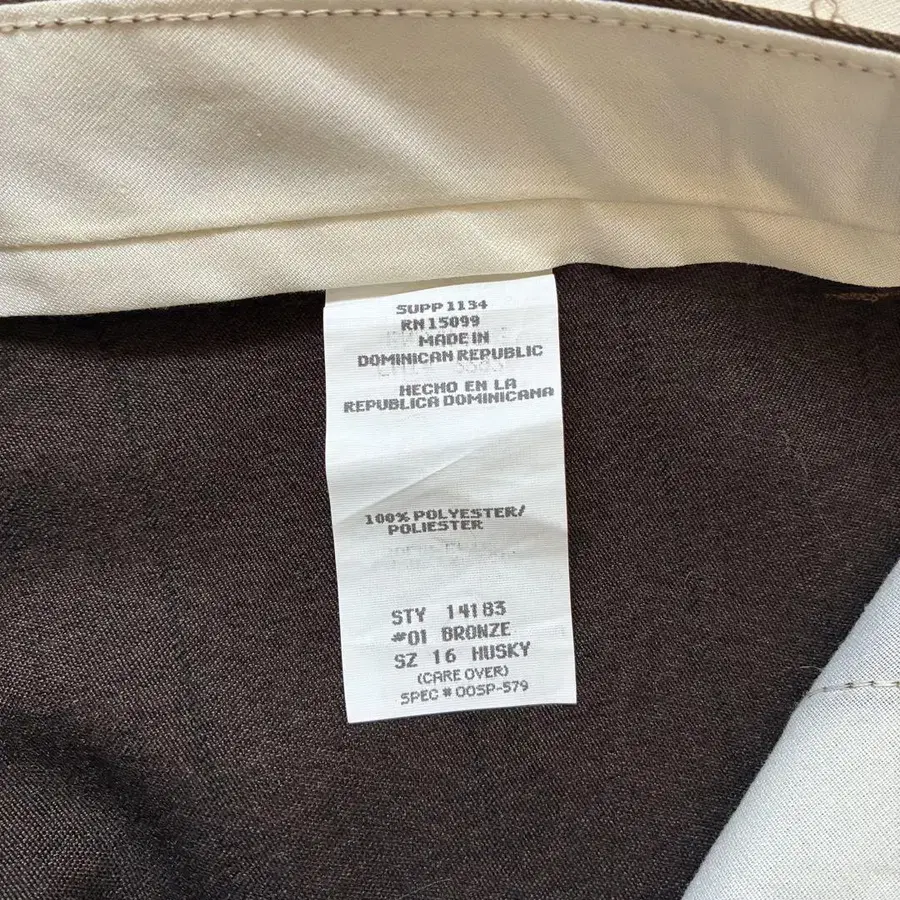 SUPP 1134
RN 15099
MADE IN
DOMINICAN REPUBLIC
HECHO EN LA
REPUBLICA DOMINICANA
100% POLYESTER/
POLIESTER
STY 14183
#01 BRONZE
SZ 16 HUSKY
(CARE OVER)
SPEC # 00SP-579